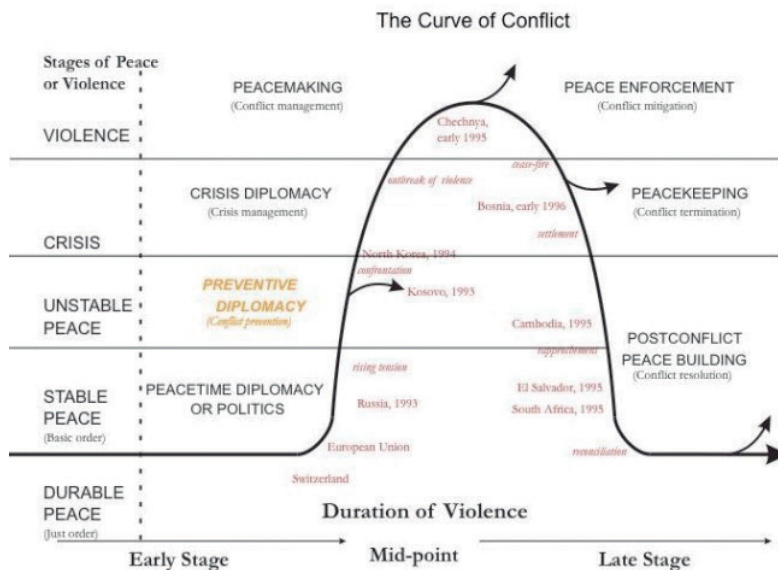 The Curve of Conflict
Stages of Peace
or Violence
PEACEMAKING
(Conflict management)
PEACE ENFORCEMENT
(Conflict mitigation)
VIOLENCE
Chechnya,
early 1995
cease-fire
outbreak of violence
CRISIS DIPLOMACY
(Crisis management)
PEACEKEEPING
(Conflict termination)
Bosnia, early 1996
settlement
CRISIS
North Korea, 1994
confrontation
PREVENTIVE
DIPLOMACY
(Conflict prevention)
Kosovo, 1993
UNSTABLE
PEACE
Cambodia, 1995
rapprochement
POSTCONFLICT
PEACE BUILDING
(Conflict resolution)
rising tension
PEACETIME DIPLOMACY
OR POLITICS
STABLE
PEACE
(Basic order)
El Salvador, 1995
Russia, 1993
South Africa, 1995
European Union
reconciliation
Switzerland
DURABLE
PEACE
(Just order)
Duration of Violence
Early Stage
Mid-point
Late Stage